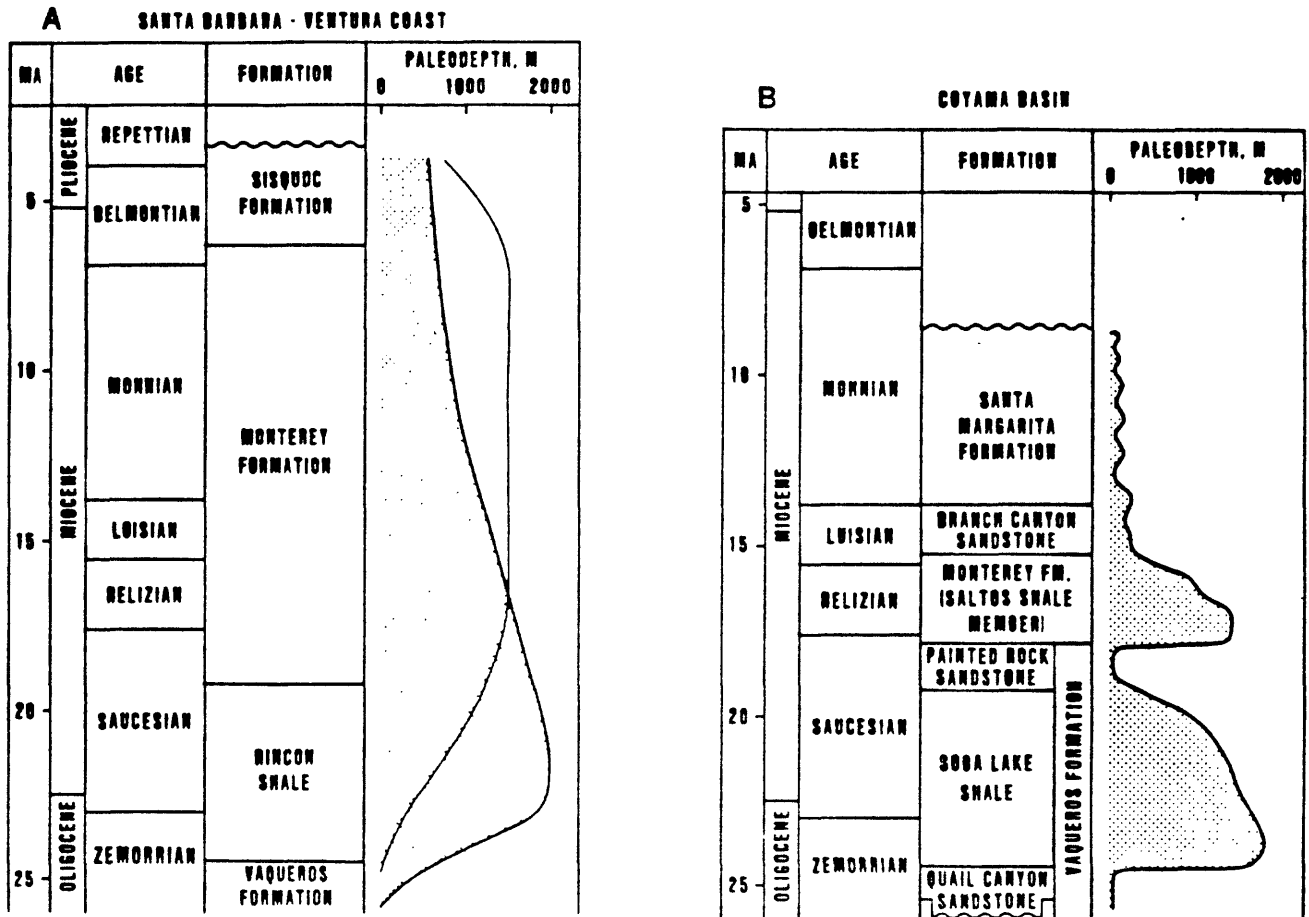 A
SANTA BARBARA - VENTURA COAST
MA
AGE
FORMATION
PALEODEPTH, M
0 1000 2000
PLIOCENE
MIOCENE
OLIGOCENE
5
10
15
20
25
REPETTIAN
DELMONTIAN
MOHNIAN
LUISIAN
RELIZIAN
SAUCESIAN
ZEMORRIAN
SISQUOC
FORMATION
MONTEREY
FORMATION
RINCON
SHALE
VAQUEROS
FORMATION
B
CUYAMA BASIN
MA
AGE
FORMATION
PALEODEPTH, M
0 1000 2000
MIOCENE
OLIGOCENE
5
10
15
20
25
DELMONTIAN
MOHNIAN
LUISIAN
RELIZIAN
SAUCESIAN
ZEMORRIAN
SANTA
MARGARITA
FORMATION
BRANCH CANYON
SANDSTONE
MONTEREY FM.
(SALTOS SHALE
MEMBER)
PAINTED ROCK
SANDSTONE
SODA LAKE
SHALE
QUAIL CANYON
SANDSTONE
VAQUEROS FORMATION